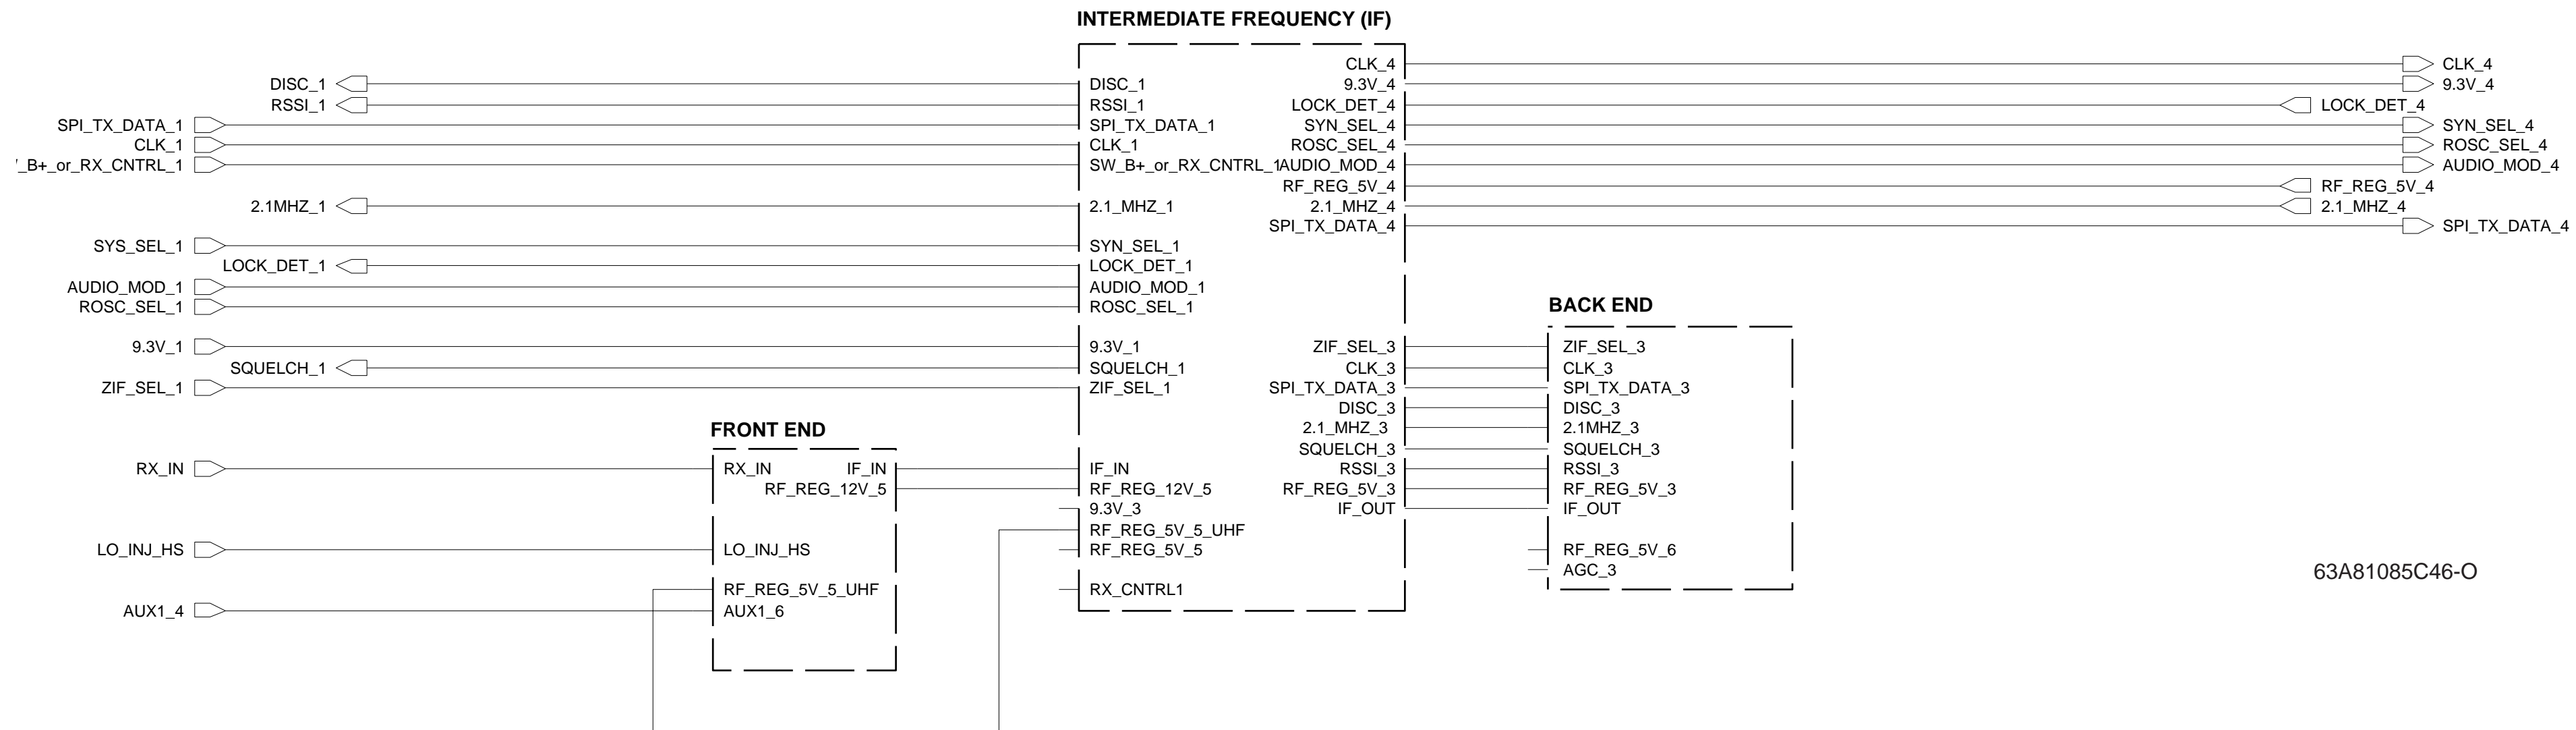 INTERMEDIATE FREQUENCY (IF)
CLK_4 CLK_4
DISC_1 DISC_1 9.3V_4 9.3V_4
RSSI_1 RSSI_1 LOCK_DET_4 LOCK_DET_4
SPI_TX_DATA_1 SPI_TX_DATA_1 SYN_SEL_4 SYN_SEL_4
CLK_1 CLK_1 ROSC_SEL_4 ROSC_SEL_4
_B+_or_RX_CNTRL_1 SW_B+_or_RX_CNTRL_1 AUDIO_MOD_4 AUDIO_MOD_4
RF_REG_5V_4 RF_REG_5V_4
2.1MHZ_1 2.1_MHZ_1 2.1_MHZ_4 2.1_MHZ_4
SPI_TX_DATA_4 SPI_TX_DATA_4
SYS_SEL_1 SYN_SEL_1
LOCK_DET_1 LOCK_DET_1
AUDIO_MOD_1 AUDIO_MOD_1
ROSC_SEL_1 ROSC_SEL_1
BACK END
9.3V_1 9.3V_1 ZIF_SEL_3 ZIF_SEL_3
SQUELCH_1 SQUELCH_1 CLK_3 CLK_3
ZIF_SEL_1 ZIF_SEL_1 SPI_TX_DATA_3 SPI_TX_DATA_3
DISC_3 DISC_3
FRONT END 2.1_MHZ_3 2.1MHZ_3
SQUELCH_3 SQUELCH_3
RX_IN RX_IN IF_IN IF_IN RSSI_3 RSSI_3
RF_REG_12V_5 RF_REG_12V_5 RF_REG_5V_3 RF_REG_5V_3
9.3V_3 IF_OUT IF_OUT
RF_REG_5V_5_UHF
LO_INJ_HS LO_INJ_HS RF_REG_5V_5 RF_REG_5V_6
AGC_3 63A81085C46-O
RF_REG_5V_5_UHF RX_CNTRL1
AUX1_4 AUX1_6